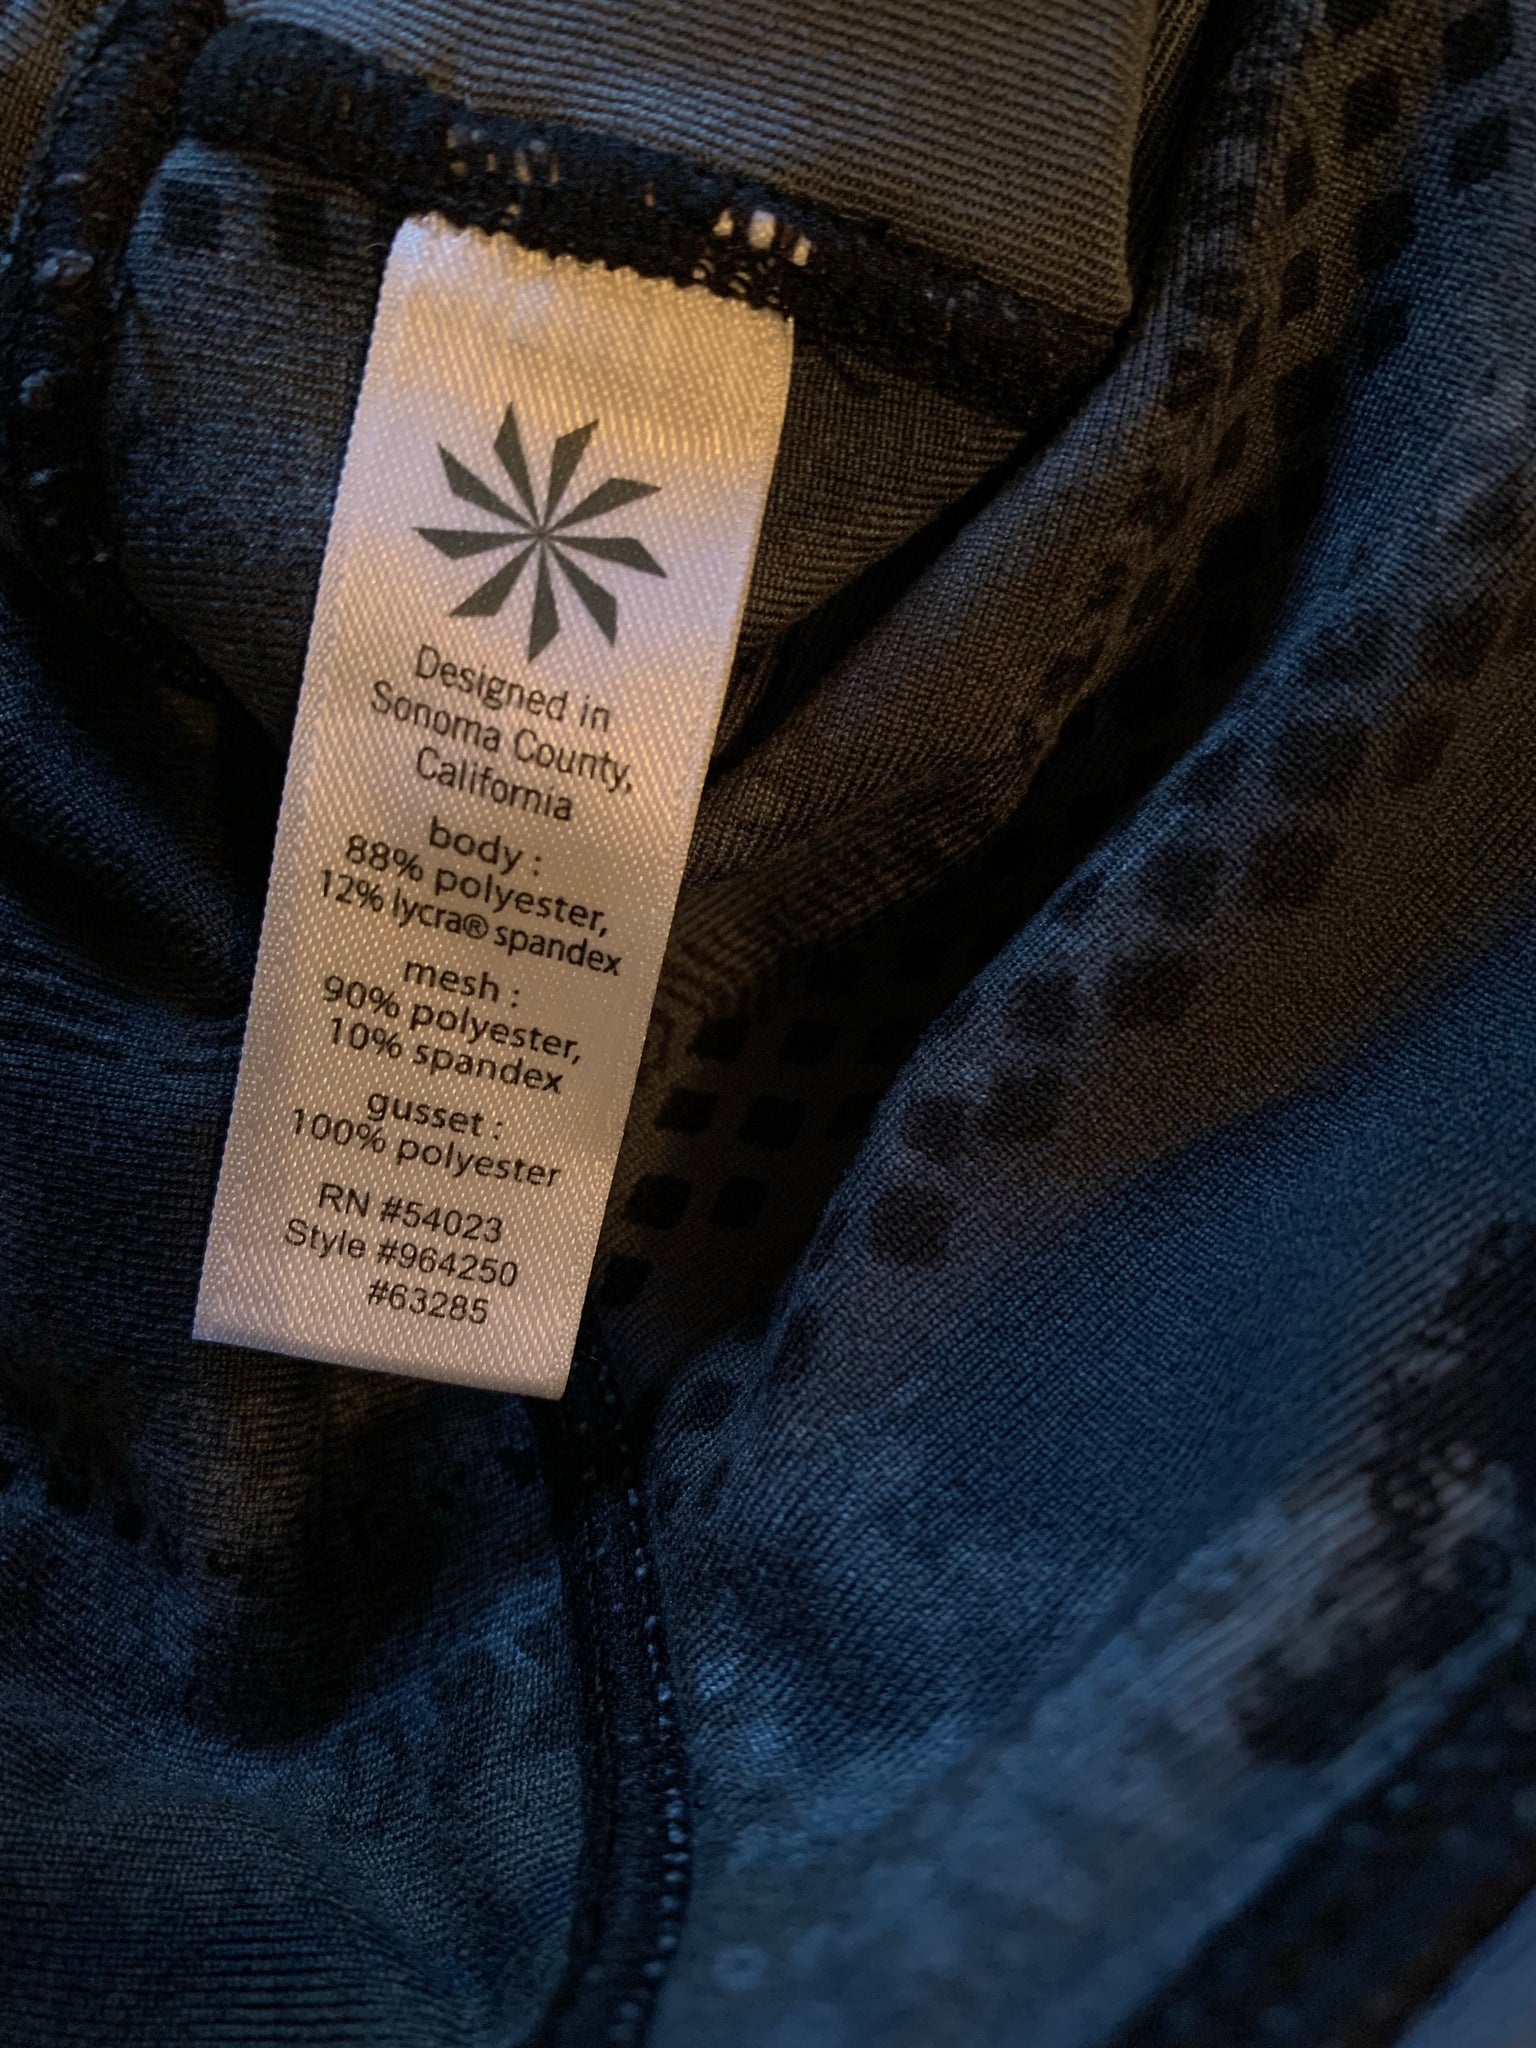 Designed in
Sonoma County,
California
body :
88% polyester,
12% lycra® spandex
mesh :
90% polyester,
10% spandex
gusset :
100% polyester
RN #54023
Style #964250
#63285